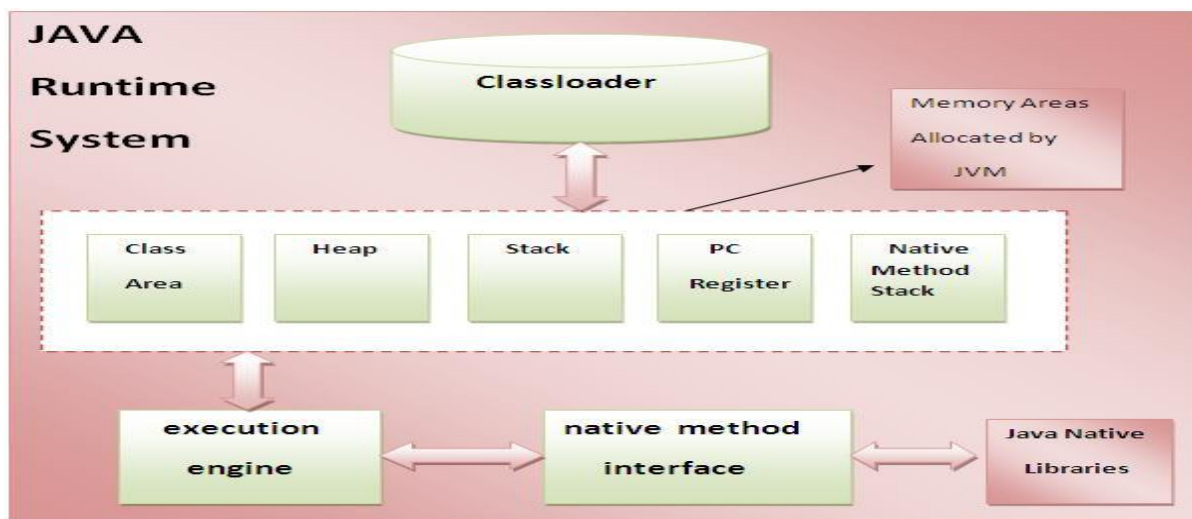 JAVA
Runtime
System
Classloader
Memory Areas
Allocated by
JVM
Class
Area
Heap
Stack
PC
Register
Native
Method
Stack
execution
engine
native method
interface
Java Native
Libraries